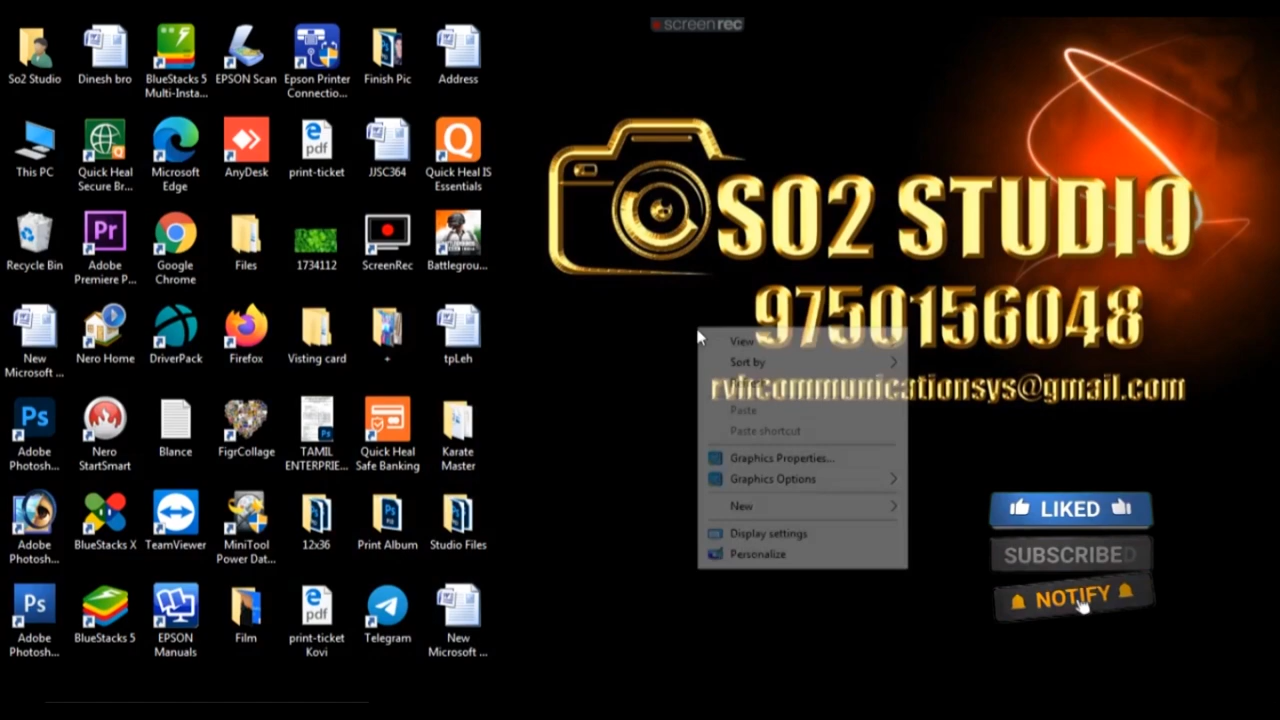 screenrec
So2 Studio
Dinesh bro
BlueStacks 5
Multi-Insta...
EPSON Scan
Epson Printer
Connectio...
Finish Pic
Address
This PC
Quick Heal
Secure Br...
Microsoft
Edge
AnyDesk
print-ticket
JJSC364
Quick Heal IS
Essentials
Recycle Bin
Adobe
Premiere P...
Google
Chrome
Files
1734112
ScreenRec
Battlegrou...
New
Microsoft ...
Nero Home
DriverPack
Firefox
Visting card
+
tpLeh
Adobe
Photosh...
Nero
StartSmart
Blance
FigrCollage
TAMIL
ENTERPRIE...
Quick Heal
Safe Banking
Karate
Master
Adobe
Photosh...
BlueStacks X
TeamViewer
MiniTool
Power Dat...
12x36
Print Album
Studio Files
Adobe
Photosh...
BlueStacks 5
EPSON
Manuals
Film
print-ticket
Kovi
Telegram
New
Microsoft ...
SO2 STUDIO
9750156048
View
Sort by
Paste
Paste shortcut
Graphics Properties...
Graphics Options
New
Display settings
Personalize
LIKED
SUBSCRIBED
NOTIFY